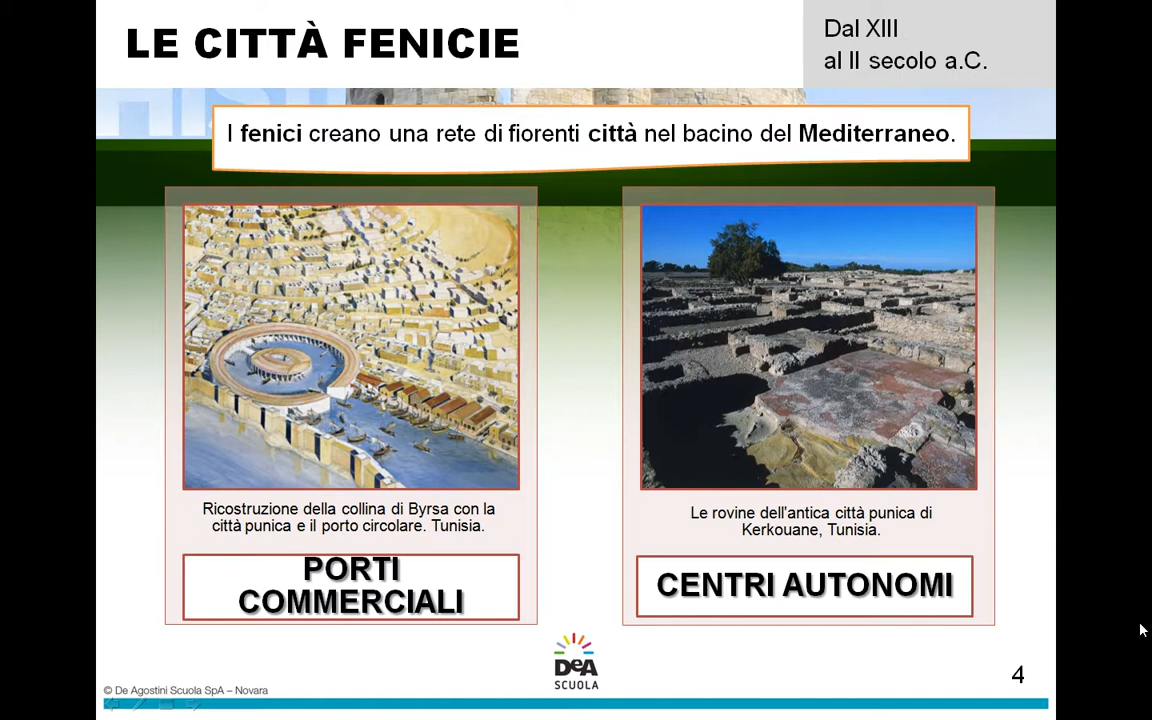 LE CITTÀ FENICIE
Dal XIII
al II secolo a.C.
I fenici creano una rete di fiorenti città nel bacino del Mediterraneo.
Ricostruzione della collina di Byrsa con la
città punica e il porto circolare. Tunisia.
PORTI
COMMERCIALI
Le rovine dell'antica città punica di
Kerkouane, Tunisia.
CENTRI AUTONOMI
DeA
SCUOLA
4
© De Agostini Scuola SpA – Novara